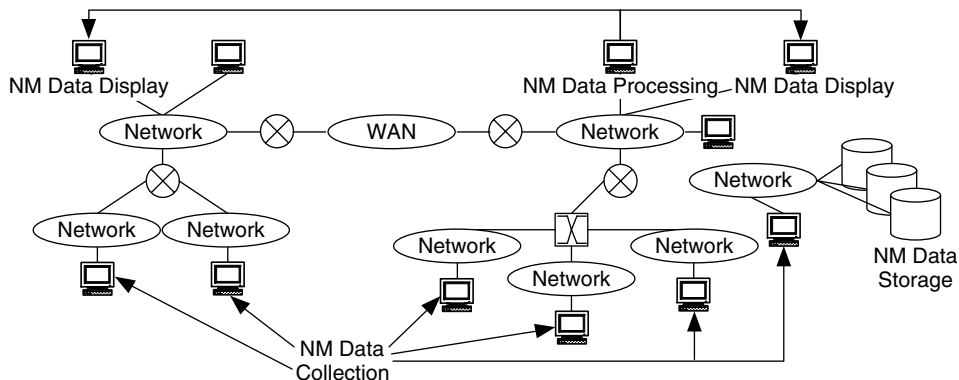 NM Data Display
NM Data Processing
NM Data Display
Network
WAN
Network
Network
Network
Network
Network
Network
Network
NM Data
Storage
NM Data
Collection